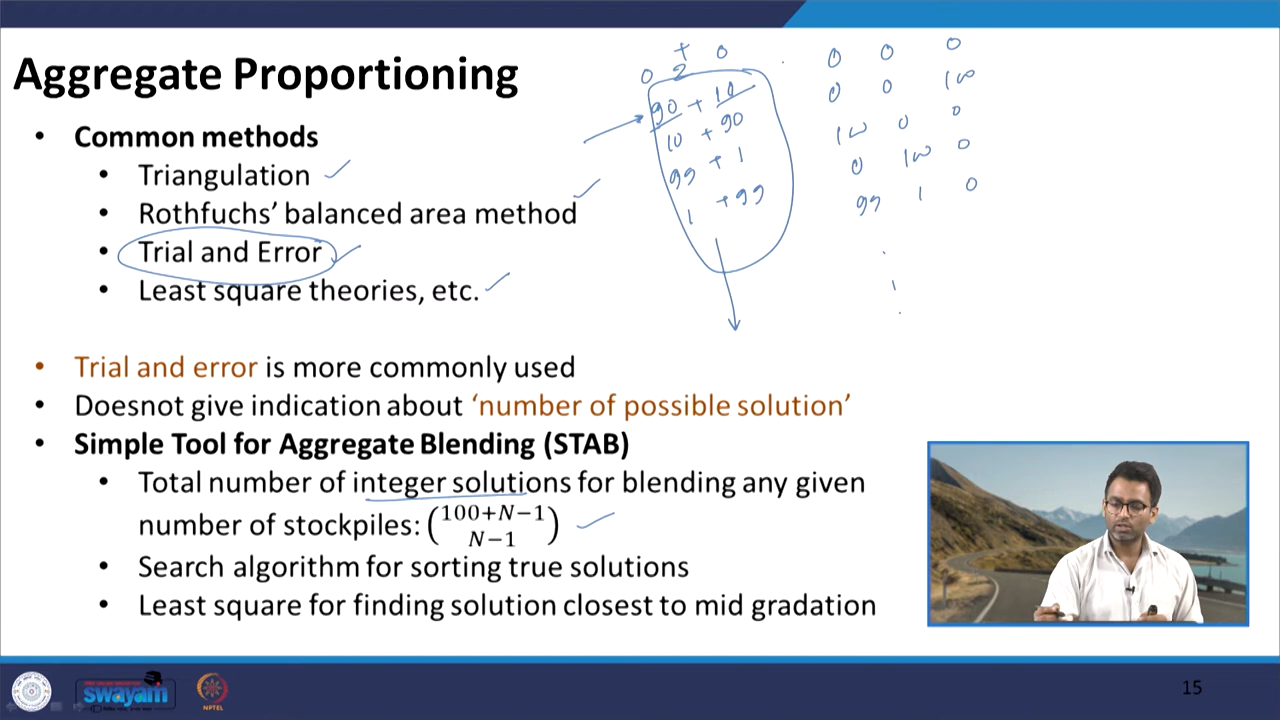 Aggregate Proportioning
• Common methods
• Triangulation
• Rothfuchs' balanced area method
• Trial and Error
• Least square theories, etc.
0 2 0
90 + 10
10 + 90
99 + 1
1 + 99
0 0 0
0 0 100
100 0 0
0 100 0
99 1 0
• Trial and error is more commonly used
• Doesnot give indication about 'number of possible solution'
• Simple Tool for Aggregate Blending (STAB)
• Total number of integer solutions for blending any given
number of stockpiles: (100+N−1
N−1)
• Search algorithm for sorting true solutions
• Least square for finding solution closest to mid gradation
swayam
NPTEL
15